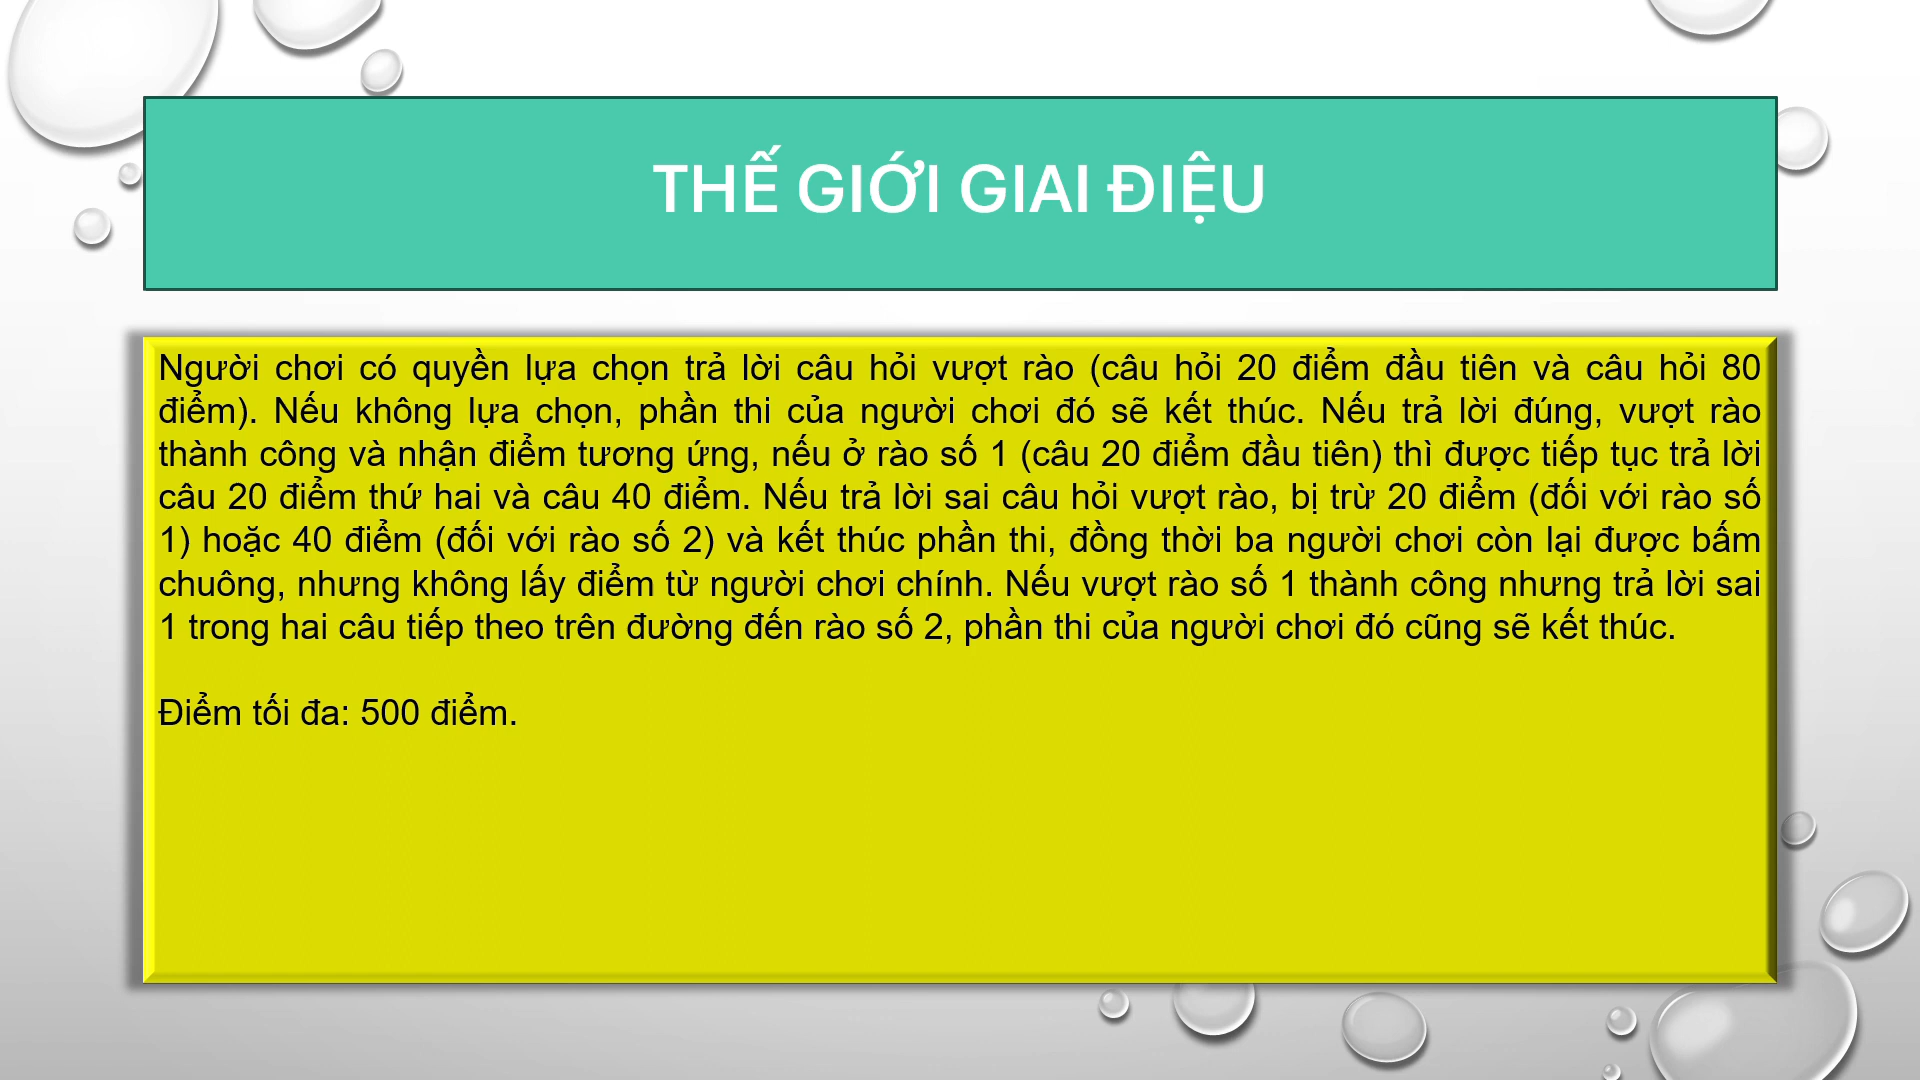 THẾ GIỚI GIAI ĐIỆU
Người chơi có quyền lựa chọn trả lời câu hỏi vượt rào (câu hỏi 20 điểm đầu tiên và câu hỏi 80
điểm). Nếu không lựa chọn, phần thi của người chơi đó sẽ kết thúc. Nếu trả lời đúng, vượt rào
thành công và nhận điểm tương ứng, nếu ở rào số 1 (câu 20 điểm đầu tiên) thì được tiếp tục trả lời
câu 20 điểm thứ hai và câu 40 điểm. Nếu trả lời sai câu hỏi vượt rào, bị trừ 20 điểm (đối với rào số
1) hoặc 40 điểm (đối với rào số 2) và kết thúc phần thi, đồng thời ba người chơi còn lại được bấm
chuông, nhưng không lấy điểm từ người chơi chính. Nếu vượt rào số 1 thành công nhưng trả lời sai
1 trong hai câu tiếp theo trên đường đến rào số 2, phần thi của người chơi đó cũng sẽ kết thúc.
Điểm tối đa: 500 điểm.